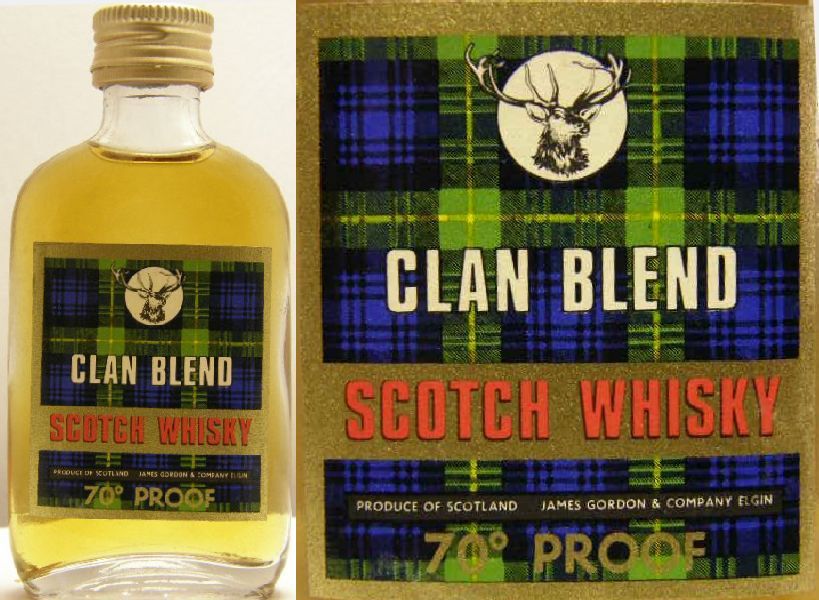 CLAN BLEND
SCOTCH WHISKY
PRODUCE OF SCOTLAND JAMES GORDON & COMPANY ELGIN
70° PROOF
CLAN BLEND
SCOTCH WHISKY
PRODUCE OF SCOTLAND JAMES GORDON & COMPANY ELGIN
70° PROOF